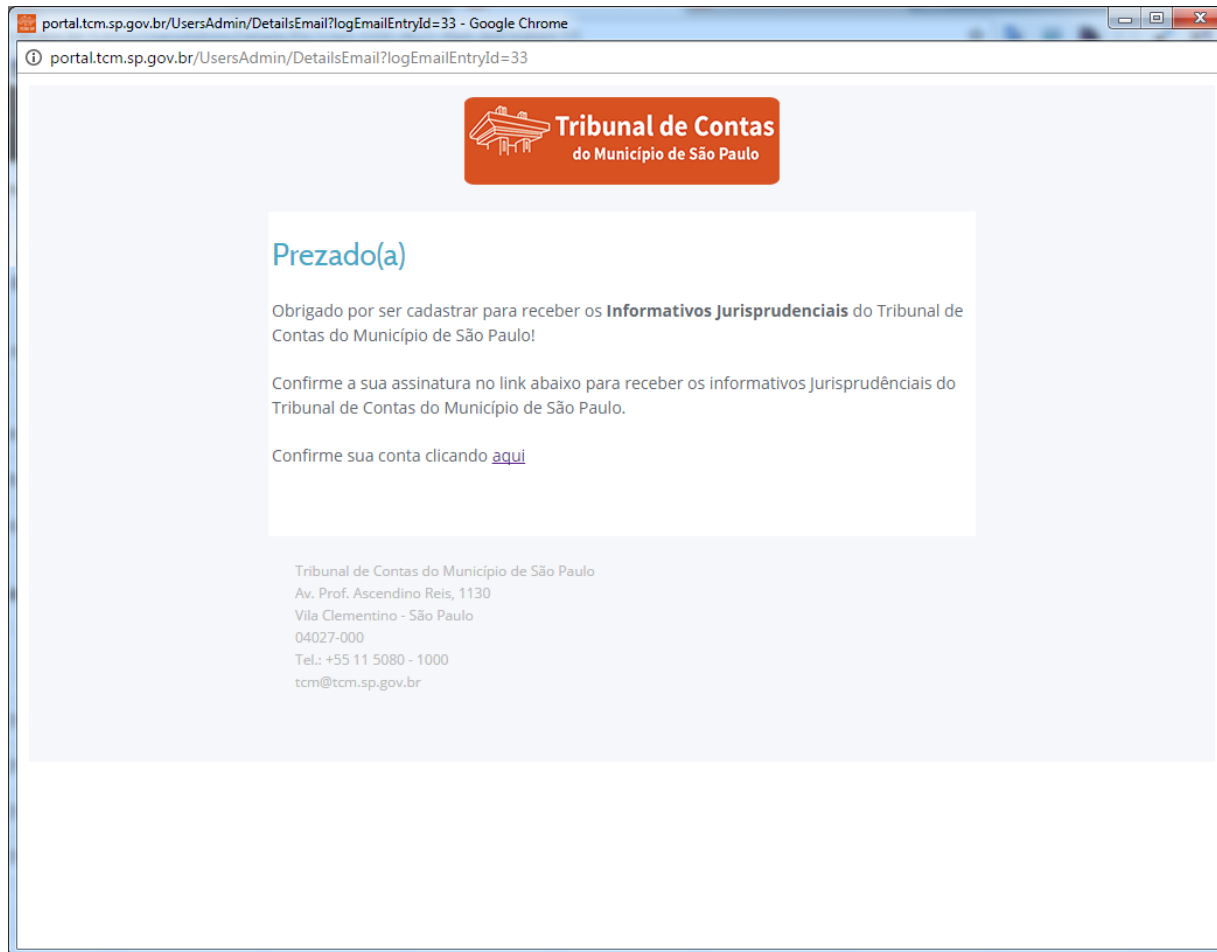 portal.tcm.sp.gov.br/UsersAdmin/DetailsEmail?logEmailEntryId=33 - Google Chrome
portal.tcm.sp.gov.br/UsersAdmin/DetailsEmail?logEmailEntryId=33
Tribunal de Contas
do Município de São Paulo
Prezado(a)
Obrigado por ser cadastrar para receber os Informativos Jurisprudenciais do Tribunal de
Contas do Município de São Paulo!
Confirme a sua assinatura no link abaixo para receber os informativos Jurisprudênciais do
Tribunal de Contas do Município de São Paulo.
Confirme sua conta clicando aqui
Tribunal de Contas do Município de São Paulo
Av. Prof. Ascendino Reis, 1130
Vila Clementino - São Paulo
04027-000
Tel.: +55 11 5080 - 1000
tcm@tcm.sp.gov.br